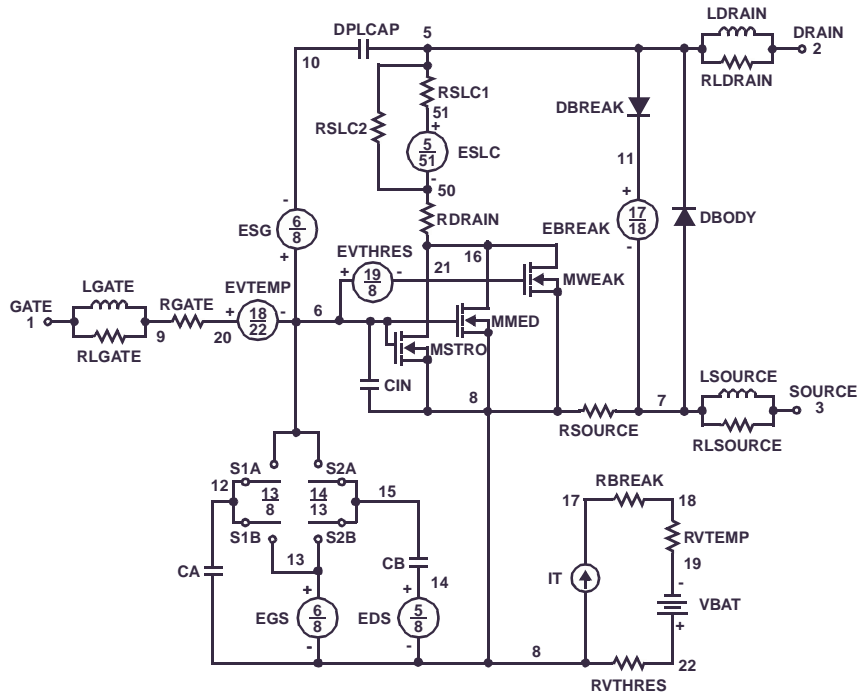 LDRAIN
DPLCAP
5
DRAIN
2
10
RLDRAIN
RSLC1
51
RSLC2
+
5
51
ESLC
-
50
DBREAK
11
-
6
8
ESG
+
RDRAIN
EBREAK
+
17
18
-
DBODY
EVTHRES
+
19
8
-
21
16
MWEAK
LGATE
GATE
1
RLGATE
9
RGATE
20
EVTEMP
+
18
22
-
6
MMED
MSTRO
CIN
8
RSOURCE
7
LSOURCE
SOURCE
3
RLSOURCE
S1A
S2A
12
13
8
14
13
15
S1B
S2B
13
CA
CB
14
+
EGS
6
8
-
+
EDS
5
8
-
8
RBREAK
17
18
RVTEMP
19
IT
-
VBAT
+
22
RVTHRES